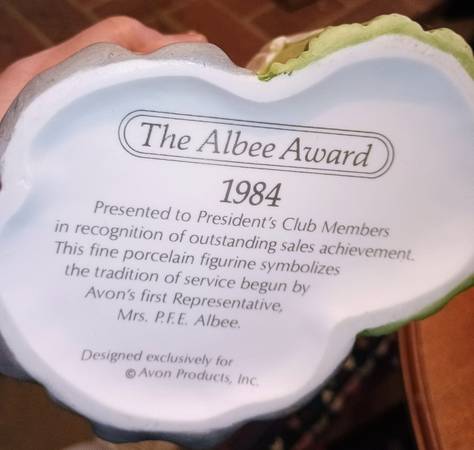 The Albee Award
1984
Presented to President's Club Members
in recognition of outstanding sales achievement.
This fine porcelain figurine symbolizes
the tradition of service begun by
Avon's first Representative,
Mrs. P.F.E. Albee.
Designed exclusively for
© Avon Products, Inc.